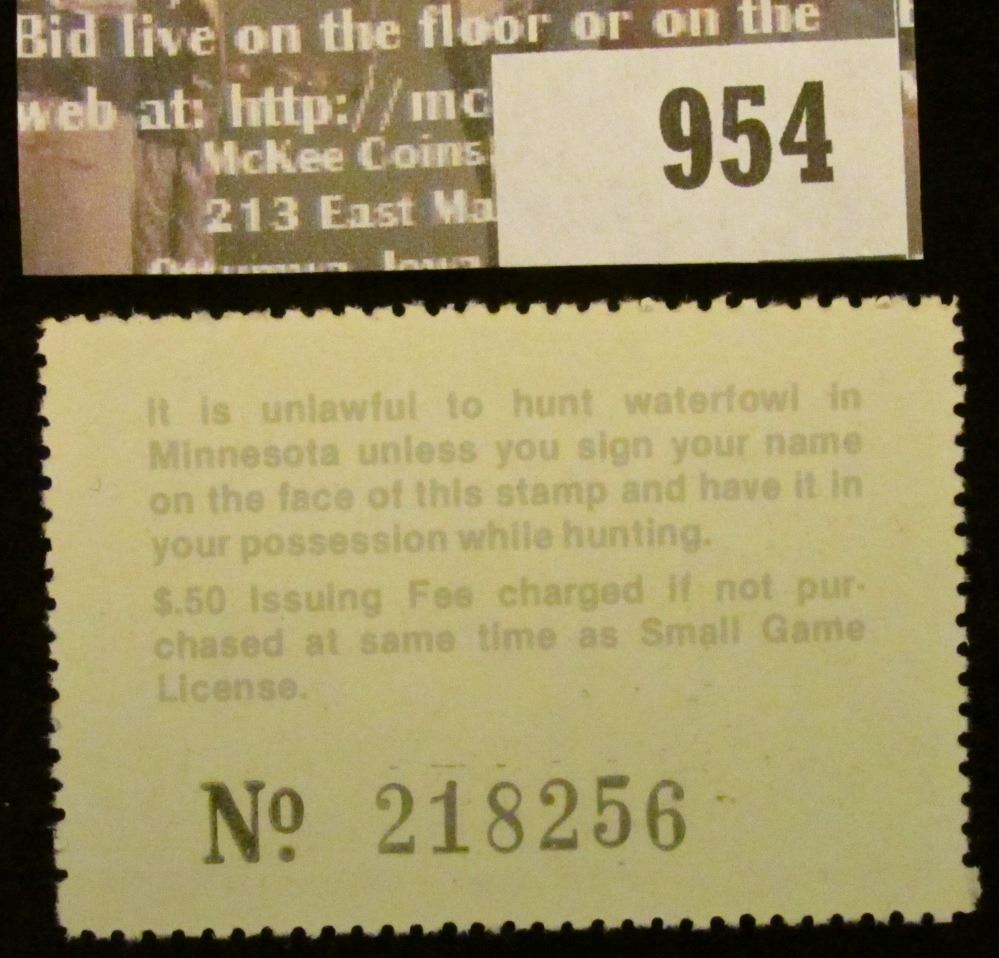 Bid live on the floor or on the
web at: http://mc
954
McKee Coins
213 East Ma
It is unlawful to hunt waterfowl in
Minnesota unless you sign your name
on the face of this stamp and have it in
your possession while hunting.
$.50 Issuing Fee charged if not pur-
chased at same time as Small Game
License.
Nº 218256